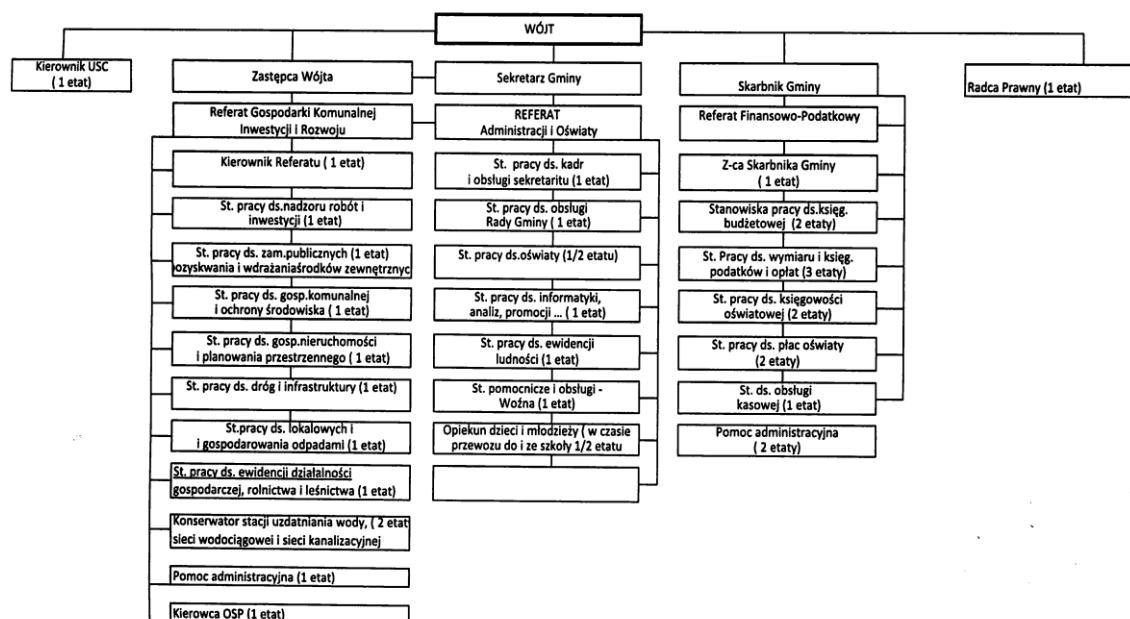 WÓJT
Kierownik USC
( 1 etat)
Zastępca Wójta
Sekretarz Gminy
Skarbnik Gminy
Radca Prawny (1 etat)
Referat Gospodarki Komunalnej
Inwestycji i Rozwoju
Kierownik Referatu ( 1 etat)
St. pracy ds.nadzoru robót i
inwestycji (1 etat)
St. pracy ds. zam.publicznych (1 etat)
pozyskwania i wdrażaniaśrodków zewnętrznyc
St. pracy ds. gosp.komunalnej
i ochrony środowiska ( 1 etat)
St. pracy ds. gosp.nieruchomości
i planowania przestrzennego ( 1 etat)
St. pracy ds. dróg i infrastruktury (1 etat)
St.pracy ds. lokalowych i
i gospodarowania odpadami (1 etat)
St. pracy ds. ewidencji działalności
gospodarczej, rolnictwa i leśnictwa (1 etat)
Konserwator stacji uzdatniania wody, ( 2 etat
sieci wodociągowei i sieci kanalizacyjnej
Pomoc administracyjna (1 etat)
Kierowca OSP (1 etat)
REFERAT
Administracji i Oświaty
St. pracy ds. kadr
i obsługi sekretaritu (1 etat)
St. pracy ds. obsługi
Rady Gminy ( 1 etat)
St. pracy ds.oświaty (1/2 etatu)
St. pracy ds. informatyki,
analiz, promocji ... ( 1 etat)
St. pracy ds. ewidencji
ludności (1 etat)
St. pomocnicze i obsługi -
Woźna (1 etat)
Opiekun dzieci i młodzieży ( w czasie
przewozu do i ze szkoły 1/2 etatu
Referat Finansowo-Podatkowy
Z-ca Skarbnika Gminy
( 1 etat)
Stanowiska pracy ds.księg.
budżetowej (2 etaty)
St. Pracy ds. wymiaru i księg.
podatków i opłat (3 etaty)
St. pracy ds. księgowości
oświatowej (2 etaty)
St. pracy ds. płac oświaty
(2 etaty)
St. ds. obsługi
kasowej (1 etat)
Pomoc administracyjna
( 2 etaty)